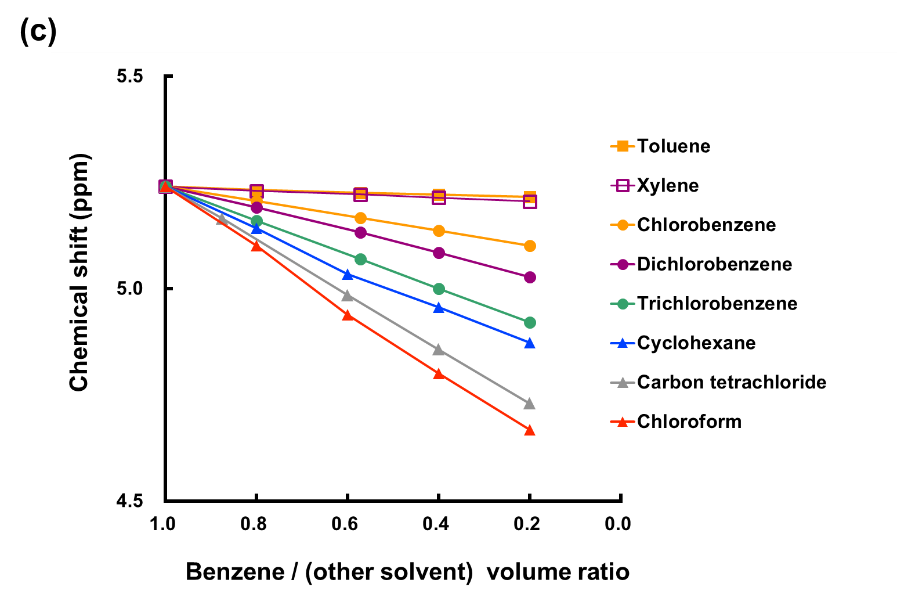 (c)
5.5
5.0
4.5
Chemical shift (ppm)
1.0 0.8 0.6 0.4 0.2 0.0
Benzene / (other solvent) volume ratio
Toluene
Xylene
Chlorobenzene
Dichlorobenzene
Trichlorobenzene
Cyclohexane
Carbon tetrachloride
Chloroform